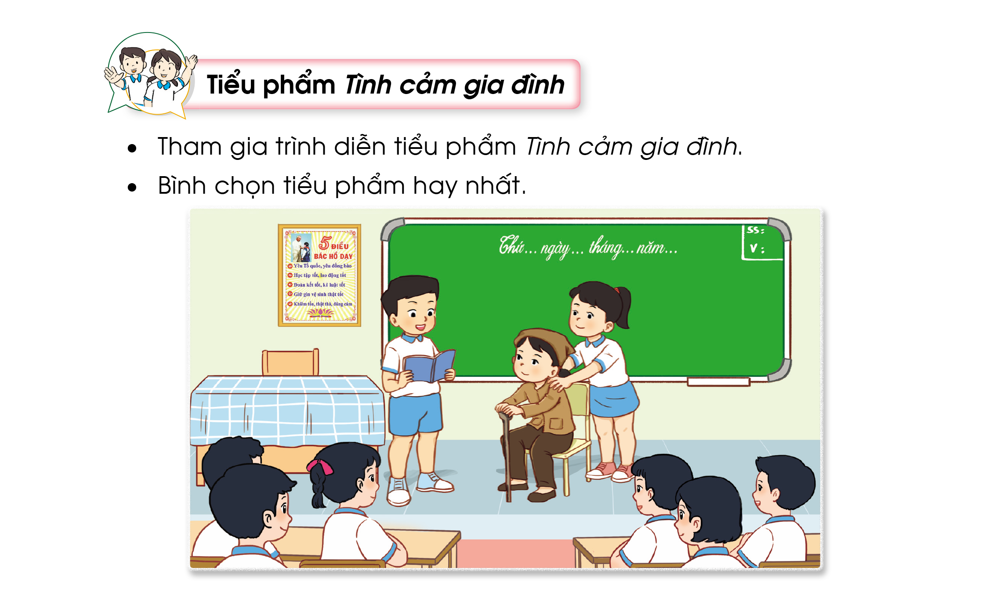 Tiểu phẩm Tình cảm gia đình
• Tham gia trình diễn tiểu phẩm Tình cảm gia đình.
• Bình chọn tiểu phẩm hay nhất.
5 ĐIỀU
BÁC HỒ DẠY
1 Yêu Tổ quốc, yêu đồng bào
2 Học tập tốt, lao động tốt
3 Đoàn kết tốt, kỉ luật tốt
4 Giữ gìn vệ sinh thật tốt
5 Khiêm tốn, thật thà, dũng cảm
Thứ... ngày... tháng... năm...
SS:
V: